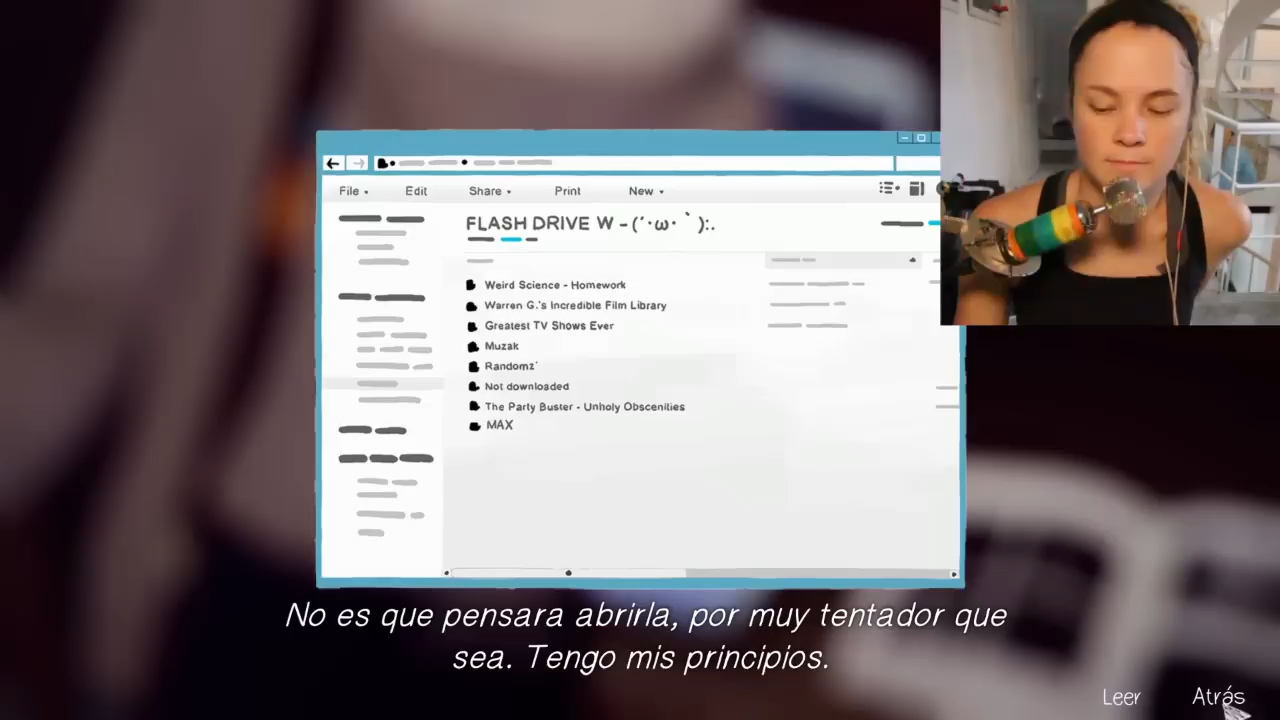 File
Edit
Share
Print
New
FLASH DRIVE W -(´·ω·`):.
Weird Science - Homework
Warren G.'s Incredible Film Library
Greatest TV Shows Ever
Muzak
Randomz'
Not downloaded
The Party Buster - Unholy Obscenities
MAX
No es que pensara abrirla, por muy tentador que
sea. Tengo mis principios.
Leer Atrás